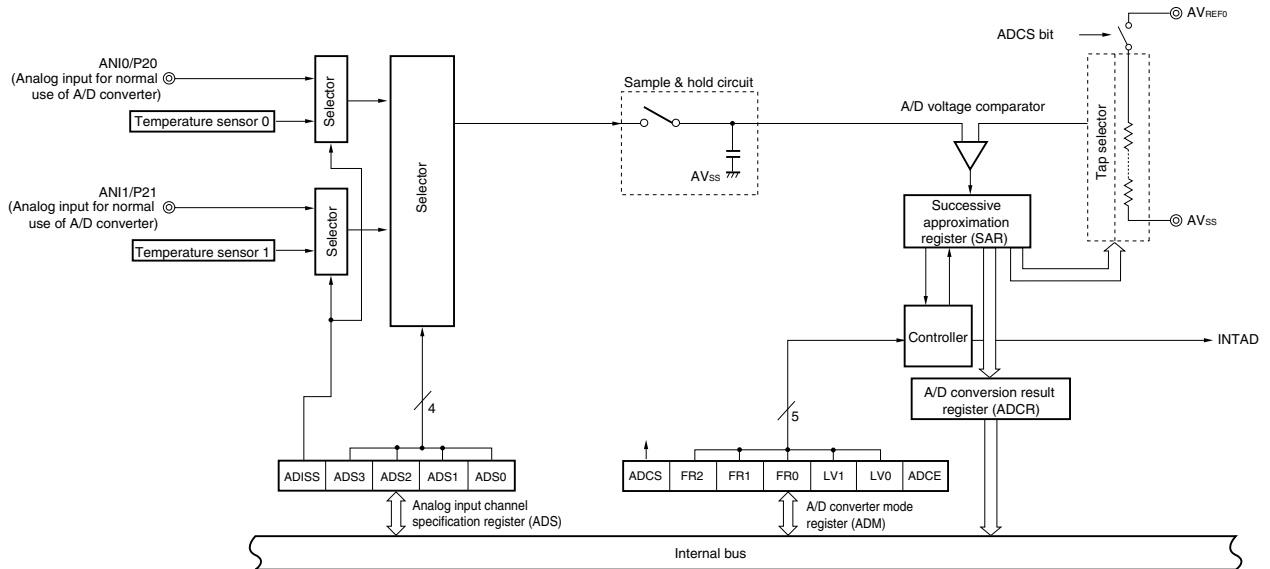 AVREF0
ADCS bit
ANI0/P20
(Analog input for normal
use of A/D converter)
Selector
Temperature sensor 0
ANI1/P21
(Analog input for normal
use of A/D converter)
Selector
Temperature sensor 1
Selector
Sample & hold circuit
AVSS
A/D voltage comparator
Tap selector
AVSS
Successive
approximation
register (SAR)
Controller
INTAD
A/D conversion result
register (ADCR)
4
5
ADISS ADS3 ADS2 ADS1 ADS0
ADCS FR2 FR1 FR0 LV1 LV0 ADCE
Analog input channel
specification register (ADS)
A/D converter mode
register (ADM)
Internal bus